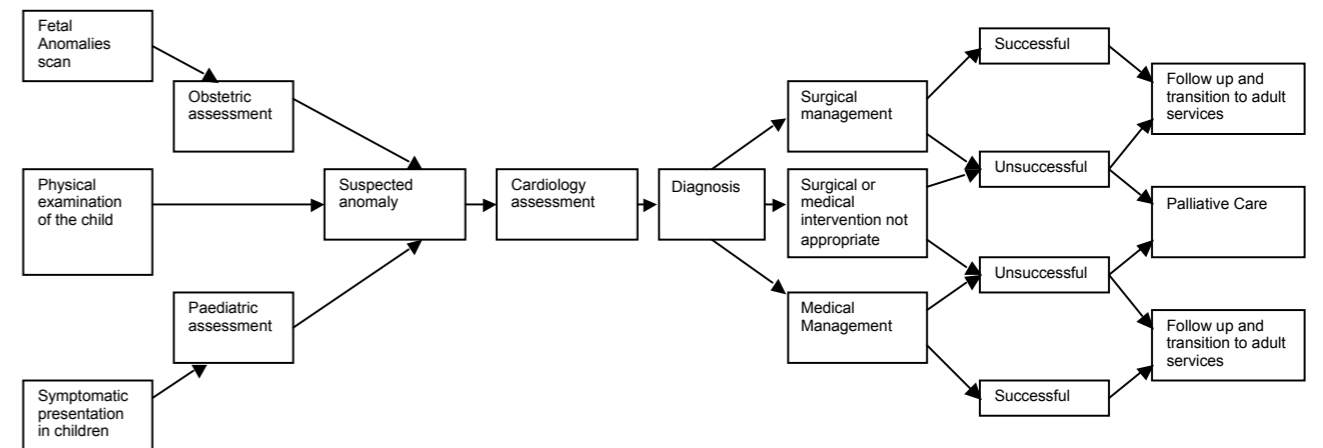 Fetal
Anomalies
scan
Obstetric
assessment
Physical
examination
of the child
Paediatric
assessment
Symptomatic
presentation
in children
Suspected
anomaly
Cardiology
assessment
Diagnosis
Surgical
management
Surgical or
medical
intervention not
appropriate
Medical
Management
Successful
Unsuccessful
Unsuccessful
Successful
Follow up and
transition to adult
services
Palliative Care
Follow up and
transition to adult
services